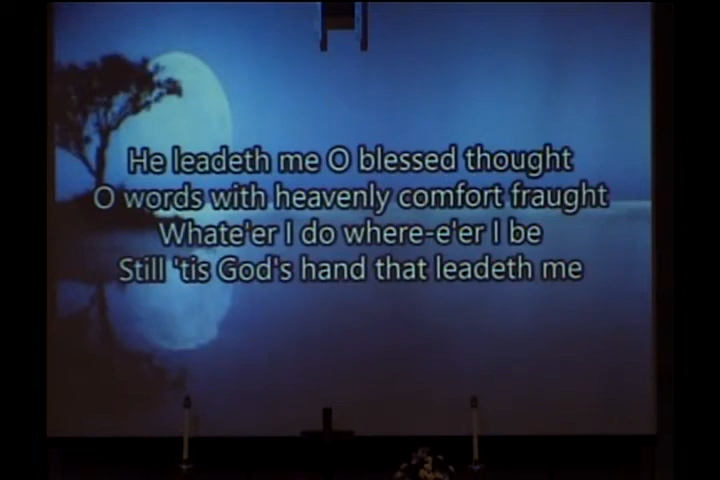 He leadeth me O blessed thought
O words with heavenly comfort fraught
Whate'er I do where-e'er I be
Still 'tis God's hand that leadeth me